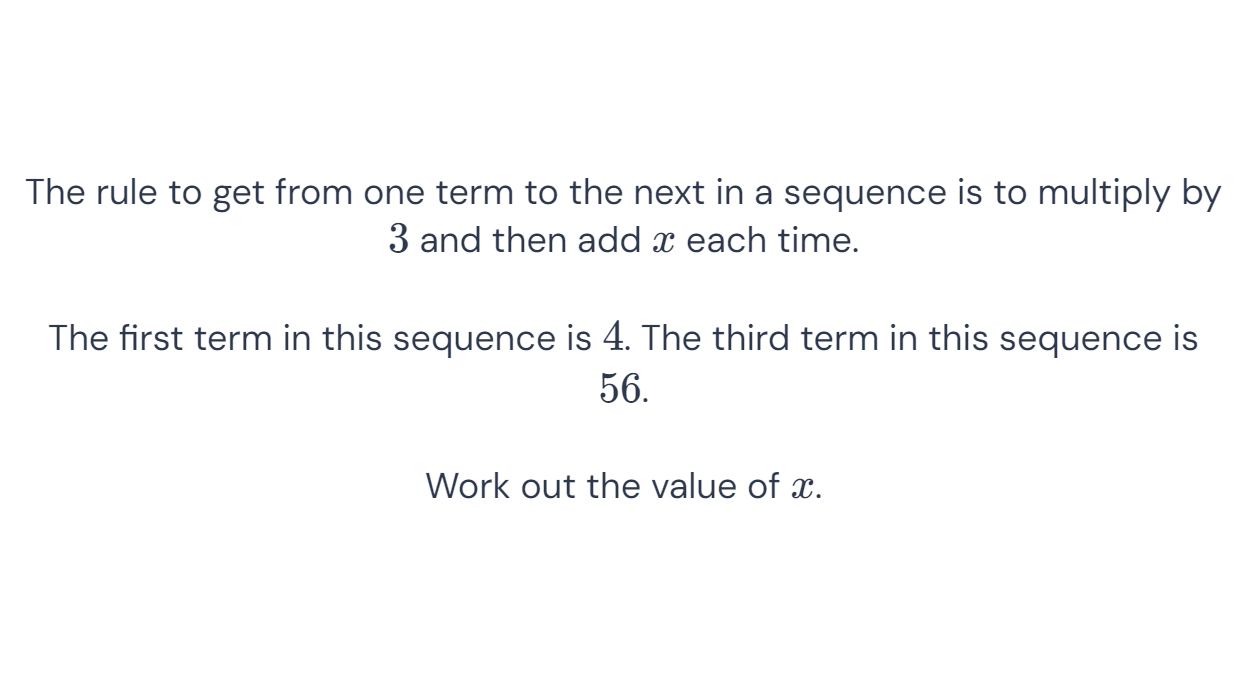 The rule to get from one term to the next in a sequence is to multiply by
3 and then add x each time.
The first term in this sequence is 4. The third term in this sequence is
56.
Work out the value of x.